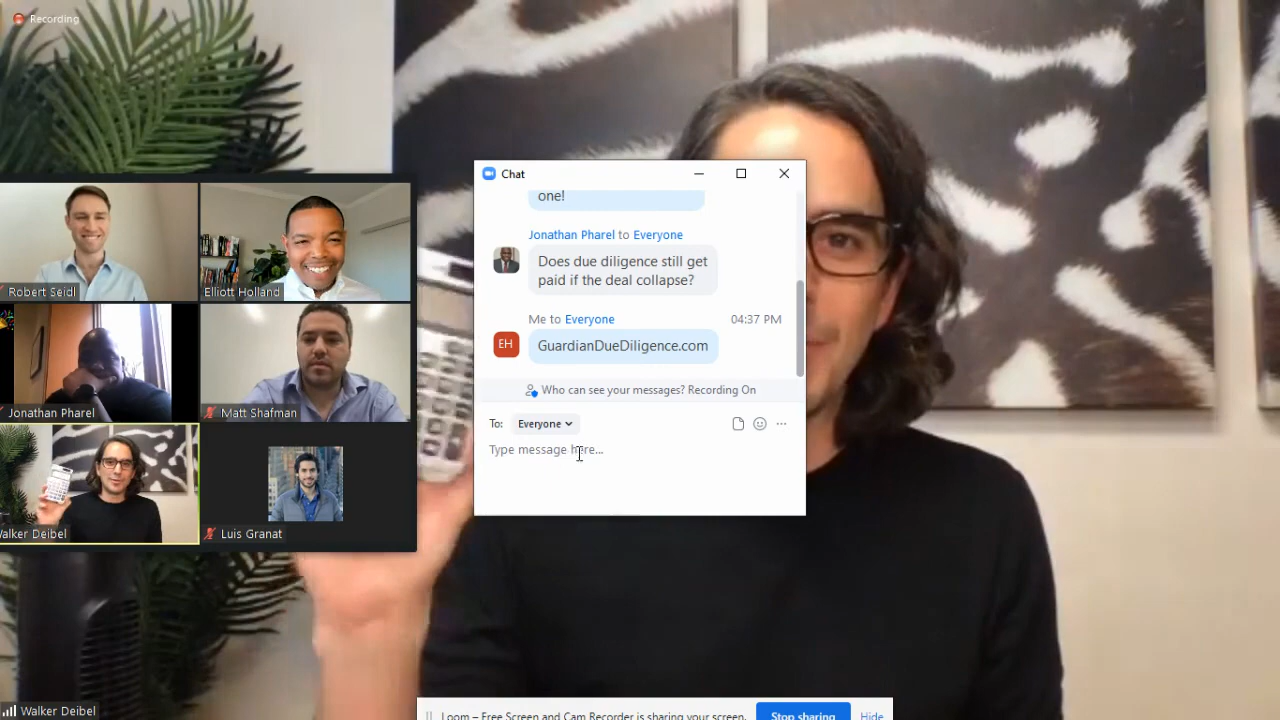 Recording
Robert Seidl
Elliott Holland
Jonathan Pharel
Matt Shafman
Walker Deibel
Luis Granat
Chat
one!
Jonathan Pharel to Everyone
Does due diligence still get
paid if the deal collapse?
Me to Everyone 04:37 PM
EH
GuardianDueDiligence.com
Who can see your messages? Recording On
To: Everyone
Type message here...
Walker Deibel
Loom – Free Screen and Cam Recorder is sharing your screen. Stop sharing Hide